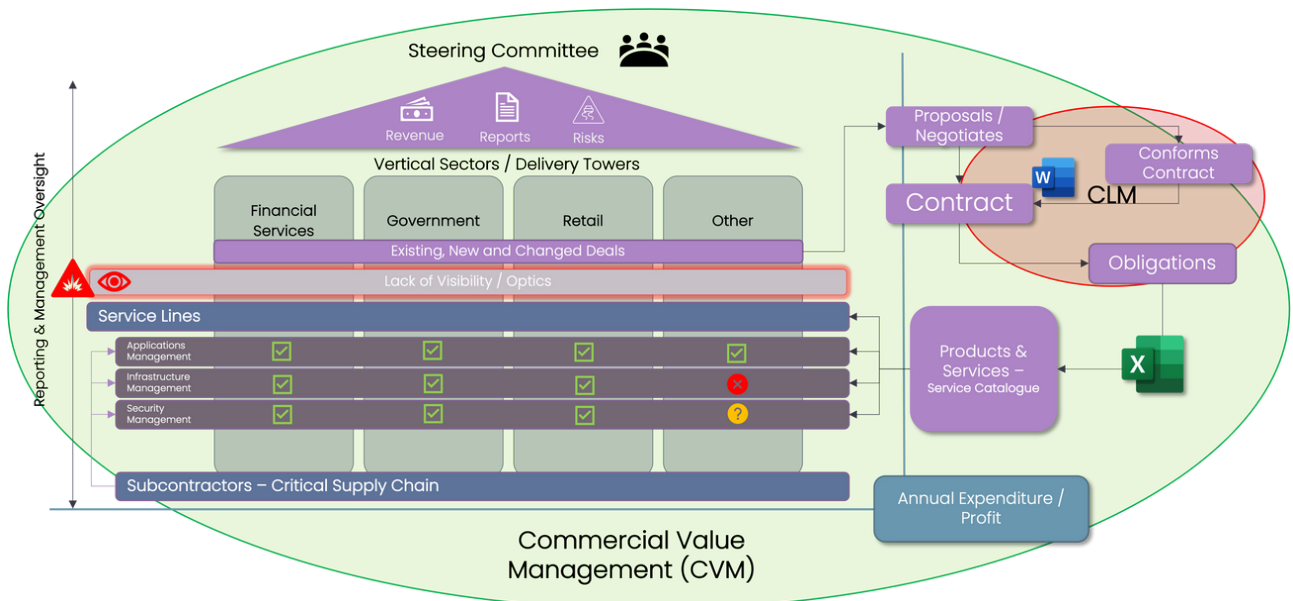 Steering Committee
Revenue
Reports
Risks
Vertical Sectors / Delivery Towers
Financial
Services
Government
Retail
Other
Existing, New and Changed Deals
Lack of Visibility / Optics
Service Lines
Applications
Management
Infrastructure
Management
Security
Management
?
Subcontractors – Critical Supply Chain
Reporting & Management Oversight
Proposals /
Negotiates
Conforms
Contract
W
CLM
Contract
Obligations
Products &
Services –
Service Catalogue
X
Annual Expenditure /
Profit
Commercial Value
Management (CVM)